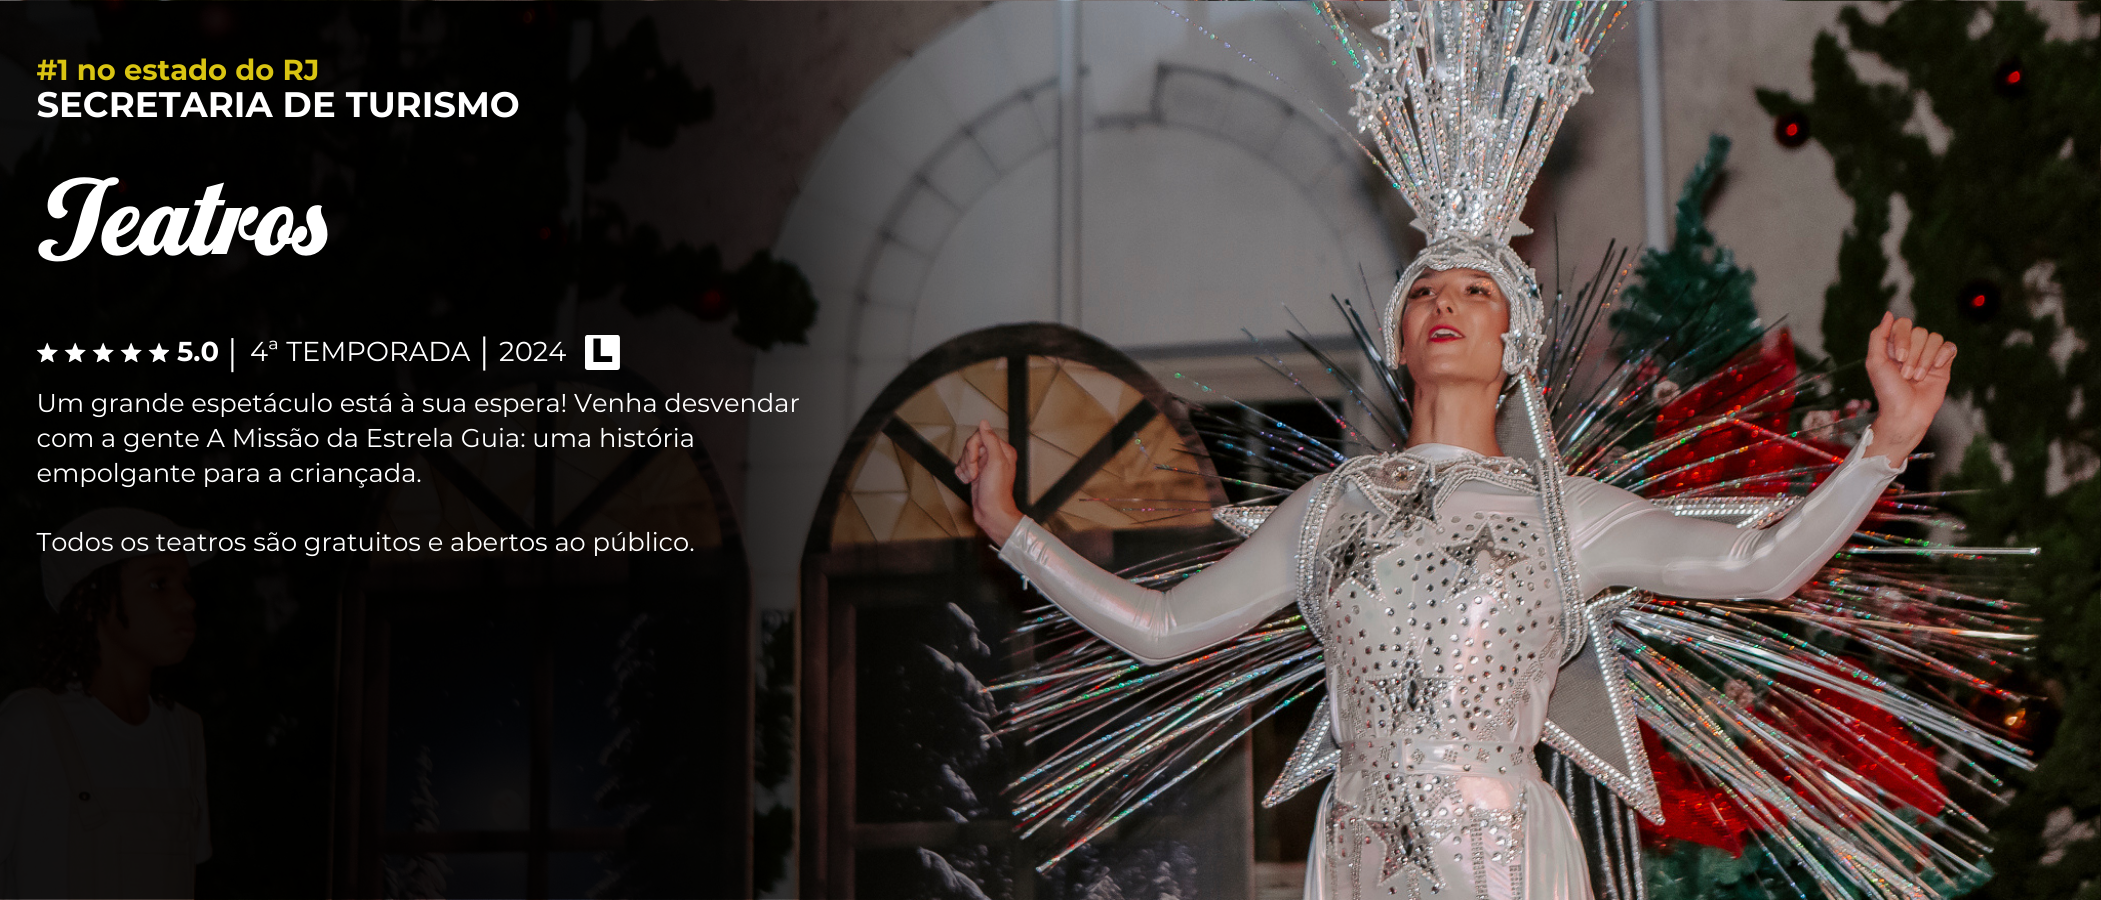 #1 no estado do RJ
SECRETARIA DE TURISMO
Teatros
5.0 | 4ª TEMPORADA | 2024 L
Um grande espetáculo está à sua espera! Venha desvendar
com a gente A Missão da Estrela Guia: uma história
empolgante para a criançada.
Todos os teatros são gratuitos e abertos ao público.